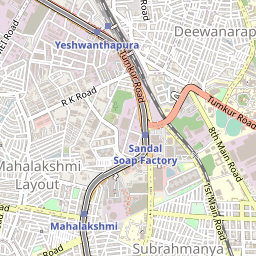 Deewanarap
Yeshwanthapura
Tumkur Road
R K Road
Tumkur Road
8th Main Road
Sandal
Soap Factory
Mahalakshmi
Layout
1st Main Road
Mahalakshmi
Subrahmanya